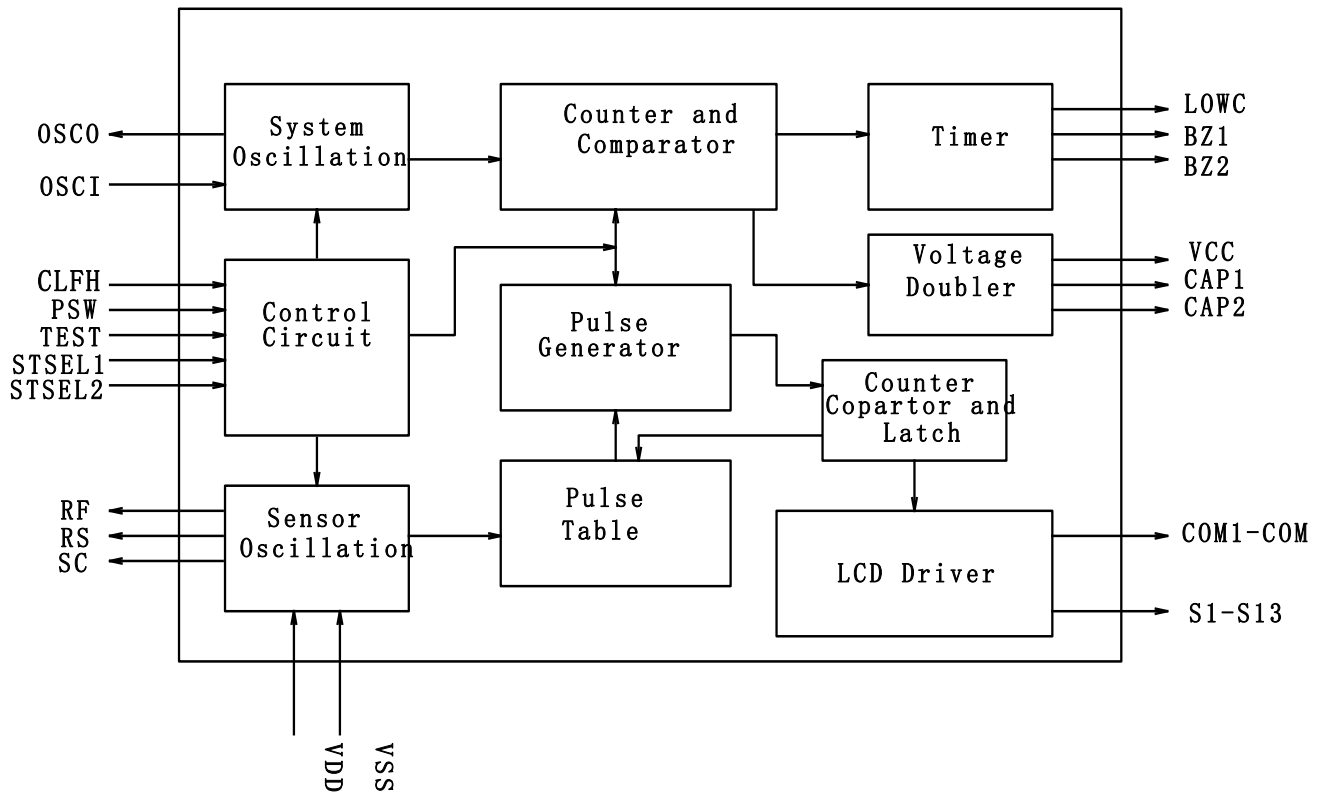 OSCO
OSCI
System
Oscillation
Counter and
Comparator
Timer
LOWC
BZ1
BZ2
CLFH
PSW
TEST
STSEL1
STSEL2
Control
Circuit
Pulse
Generator
Voltage
Doubler
VCC
CAP1
CAP2
Counter
Copartor and
Latch
RF
RS
SC
Sensor
Oscillation
Pulse
Table
LCD Driver
COM1-COM
S1-S13
VDD
VSS